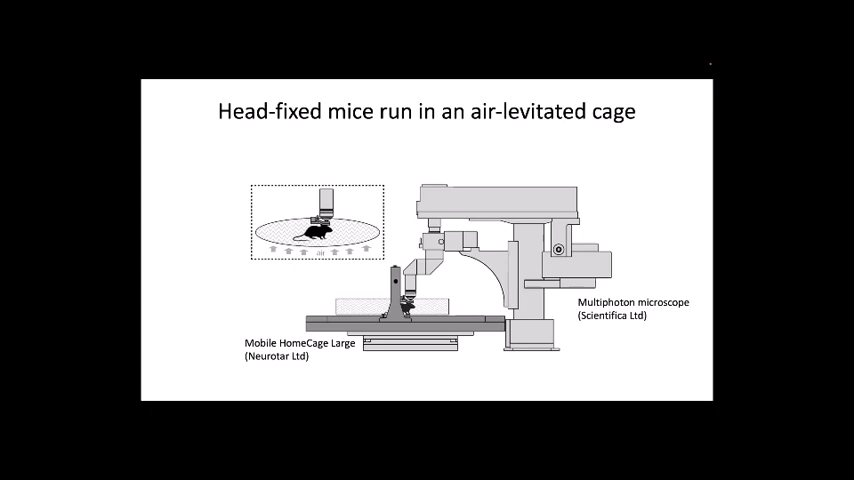 Head-fixed mice run in an air-levitated cage
Multiphoton microscope
(Scientifica Ltd)
Mobile HomeCage Large
(Neurotar Ltd)